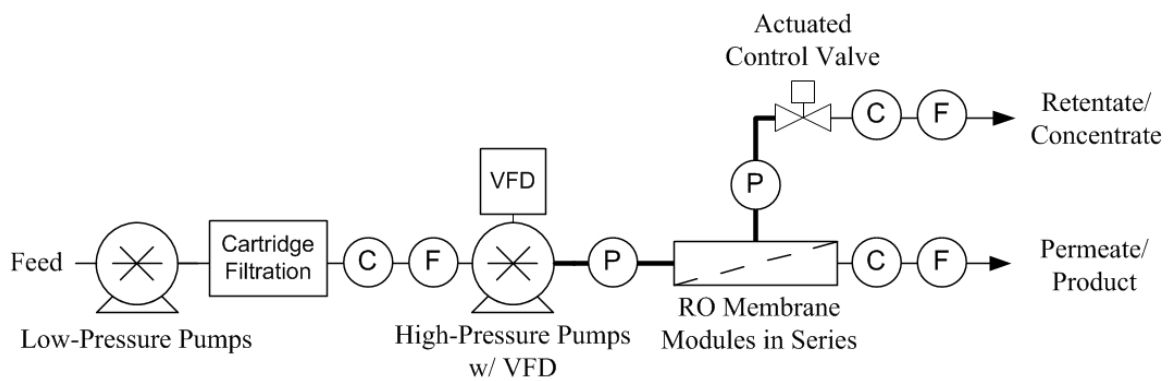 Actuated
Control Valve
C
F
Retentate/
Concentrate
P
VFD
Feed
Cartridge
Filtration
C
F
P
C
F
Permeate/
Product
Low-Pressure Pumps
High-Pressure Pumps
w/ VFD
RO Membrane
Modules in Series